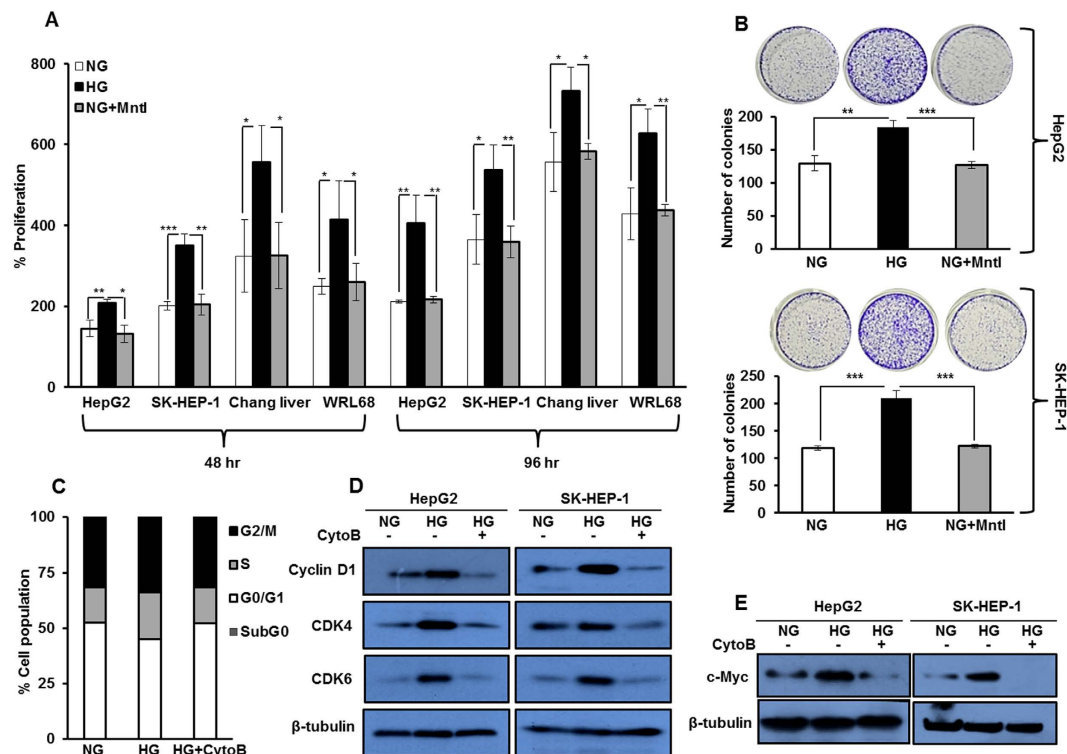 A
% Proliferation
800
600
400
200
0
NG
HG
NG+Mntl
** *
*** **
* *
* *
** **
* **
* *
* **
HepG2 SK-HEP-1 Chang liver WRL68 HepG2 SK-HEP-1 Chang liver WRL68
48 hr 96 hr
B
Number of colonies
200
150
100
50
0
** ***
NG HG NG+Mntl
HepG2
Number of colonies
250
200
150
100
50
0
*** ***
NG HG NG+Mntl
SK-HEP-1
C
% Cell population
100
75
50
25
0
G2/M
S
G0/G1
SubG0
NG HG HG+CytoB
D
HepG2 SK-HEP-1
NG HG HG NG HG HG
CytoB - - + - - +
Cyclin D1
CDK4
CDK6
β-tubulin
E
HepG2 SK-HEP-1
NG HG HG NG HG HG
CytoB - - + - - +
c-Myc
β-tubulin